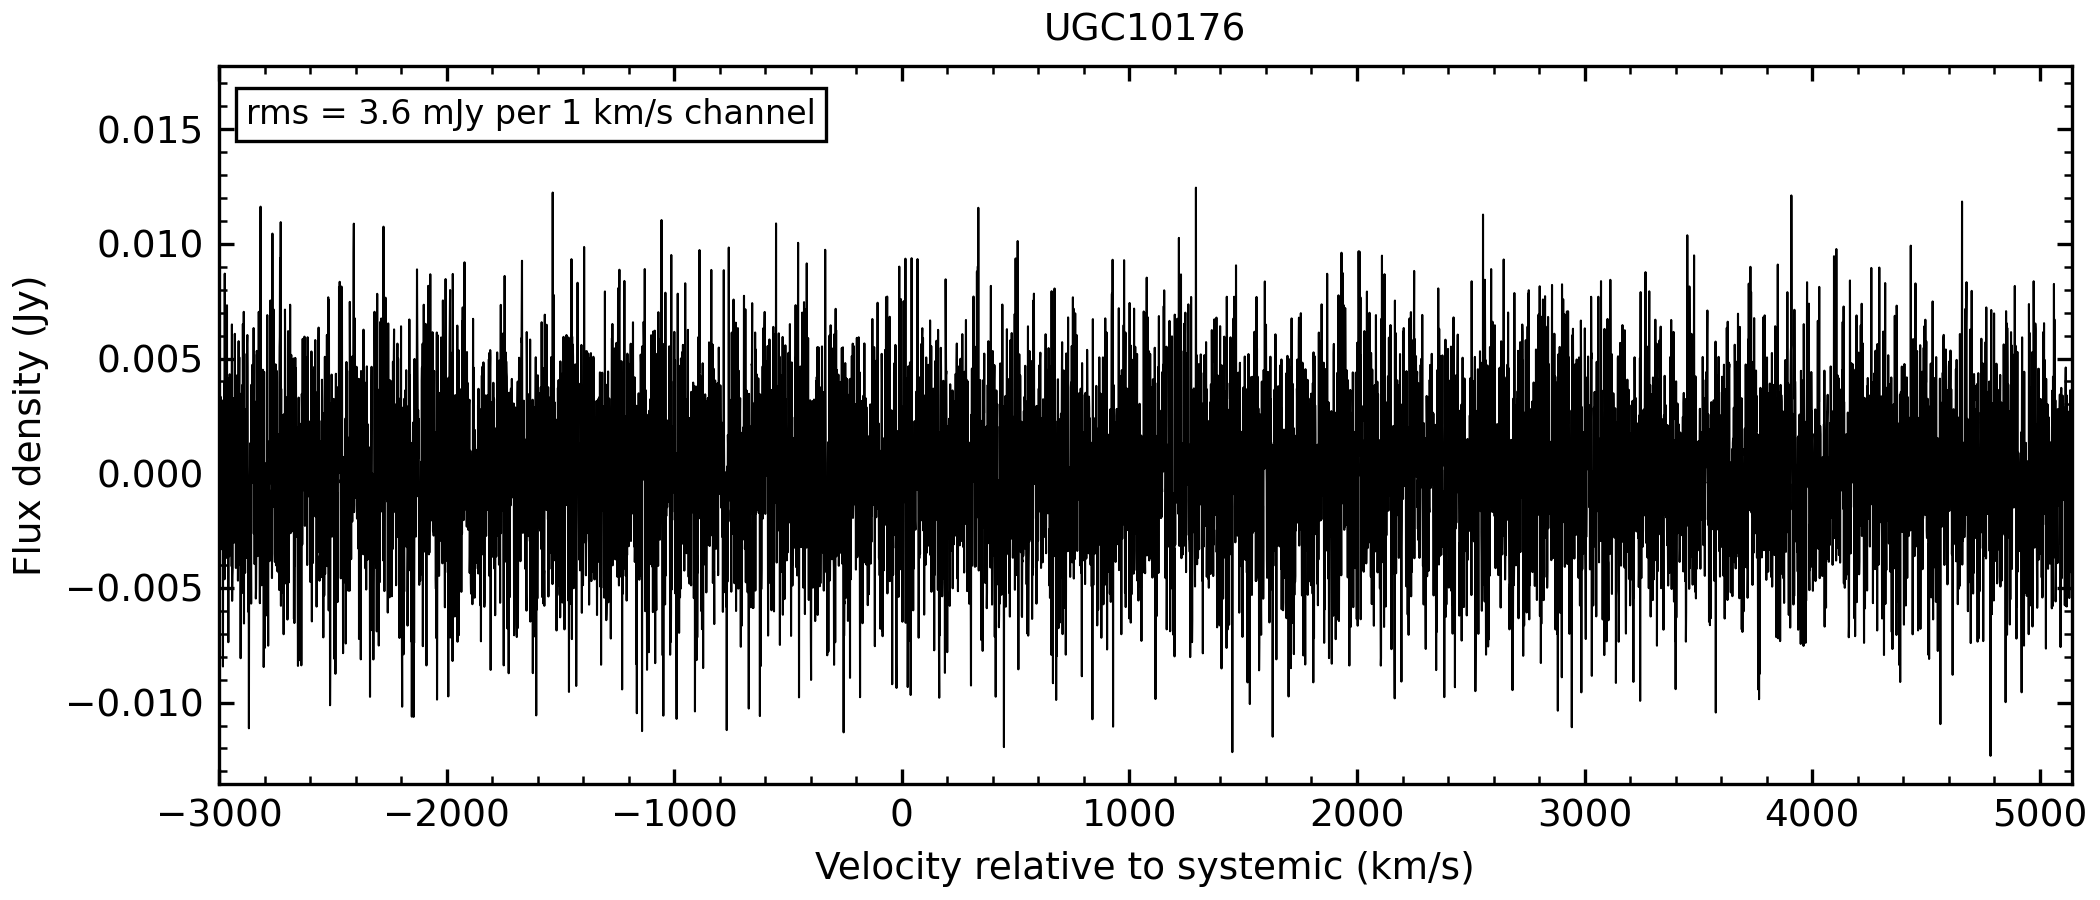 UGC10176
rms = 3.6 mJy per 1 km/s channel
0.015
0.010
0.005
0.000
−0.005
−0.010
Flux density (Jy)
−3000 −2000 −1000 0 1000 2000 3000 4000 5000
Velocity relative to systemic (km/s)